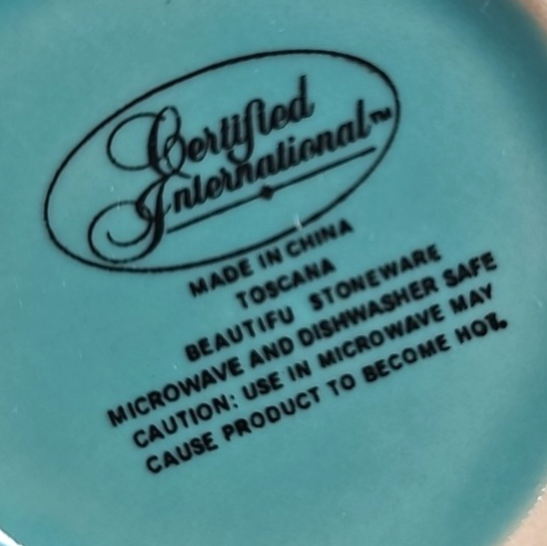 Certified
International™
MADE IN CHINA
TOSCANA
BEAUTIFU STONEWARE
MICROWAVE AND DISHWASHER SAFE
CAUTION: USE IN MICROWAVE MAY
CAUSE PRODUCT TO BECOME HOT.